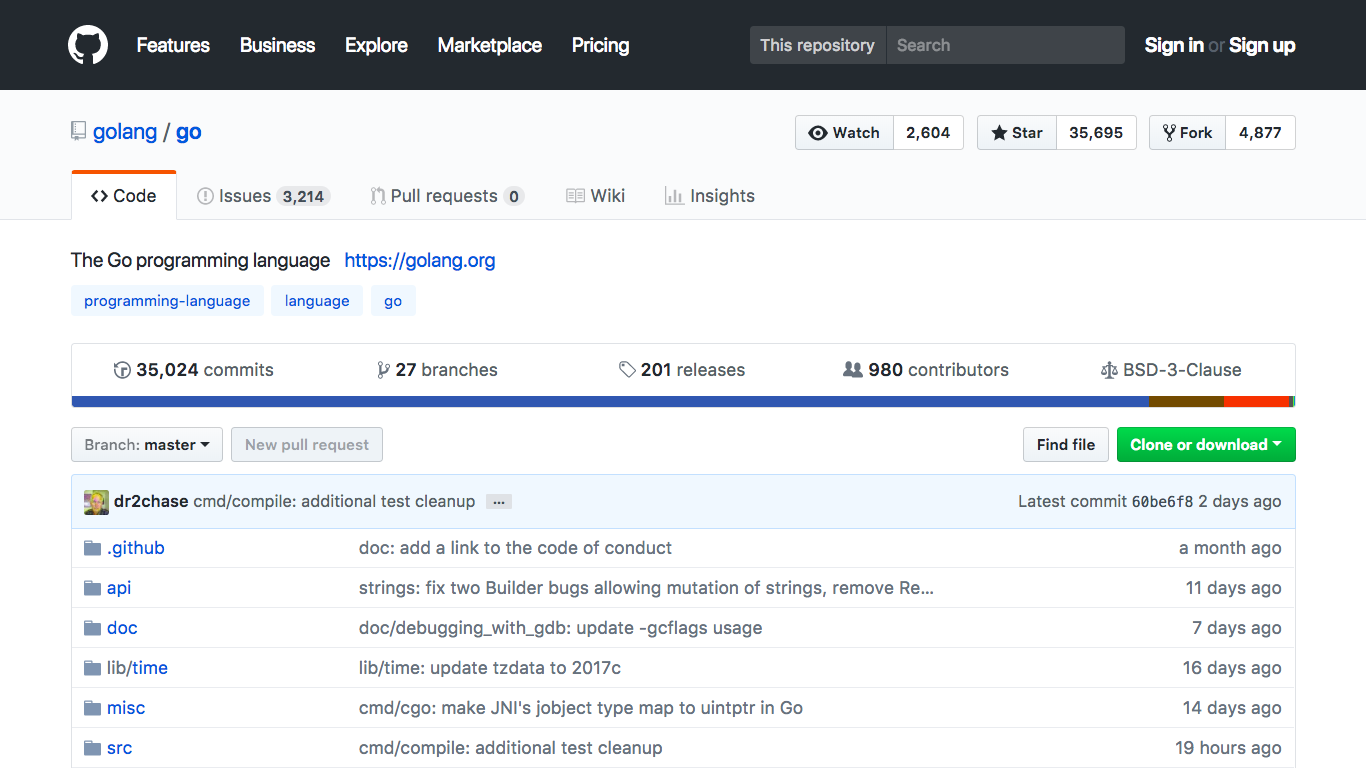 Features Business Explore Marketplace Pricing This repository Search Sign in or Sign up
golang / go Watch 2,604 Star 35,695 Fork 4,877
Code Issues 3,214 Pull requests 0 Wiki Insights
The Go programming language https://golang.org
programming-language language go
35,024 commits 27 branches 201 releases 980 contributors BSD-3-Clause
Branch: master New pull request Find file Clone or download
dr2chase cmd/compile: additional test cleanup … Latest commit 60be6f8 2 days ago
.github doc: add a link to the code of conduct a month ago
api strings: fix two Builder bugs allowing mutation of strings, remove Re... 11 days ago
doc doc/debugging_with_gdb: update -gcflags usage 7 days ago
lib/time lib/time: update tzdata to 2017c 16 days ago
misc cmd/cgo: make JNI's jobject type map to uintptr in Go 14 days ago
src cmd/compile: additional test cleanup 19 hours ago